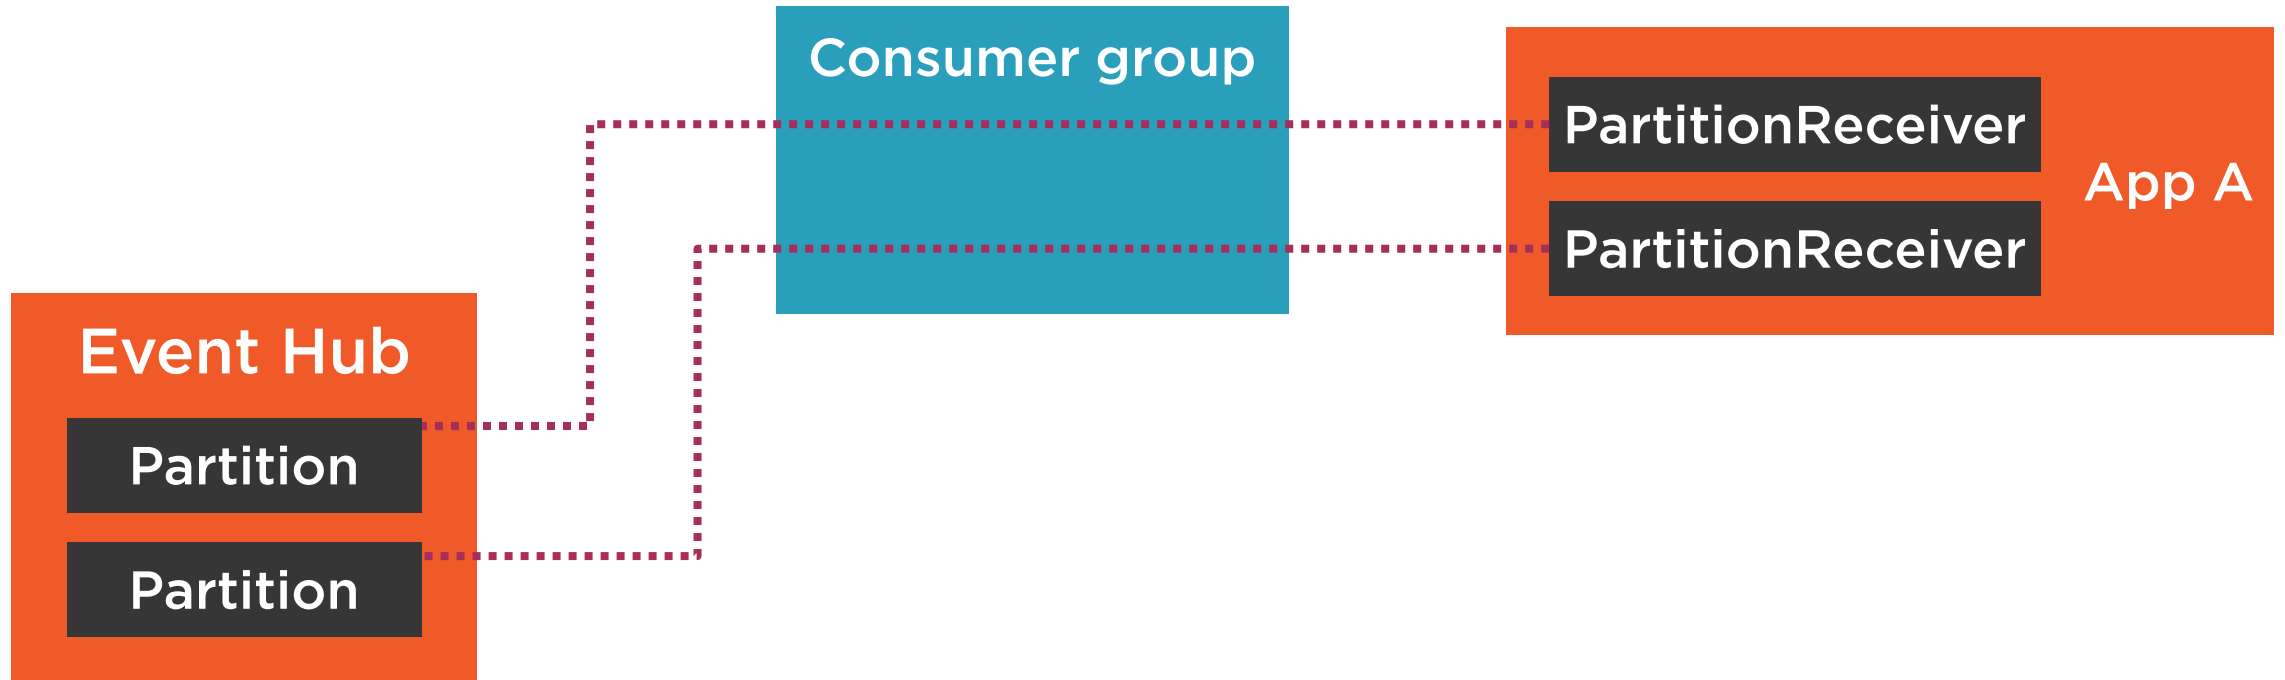 Consumer group
PartitionReceiver
App A
PartitionReceiver
Event Hub
Partition
Partition